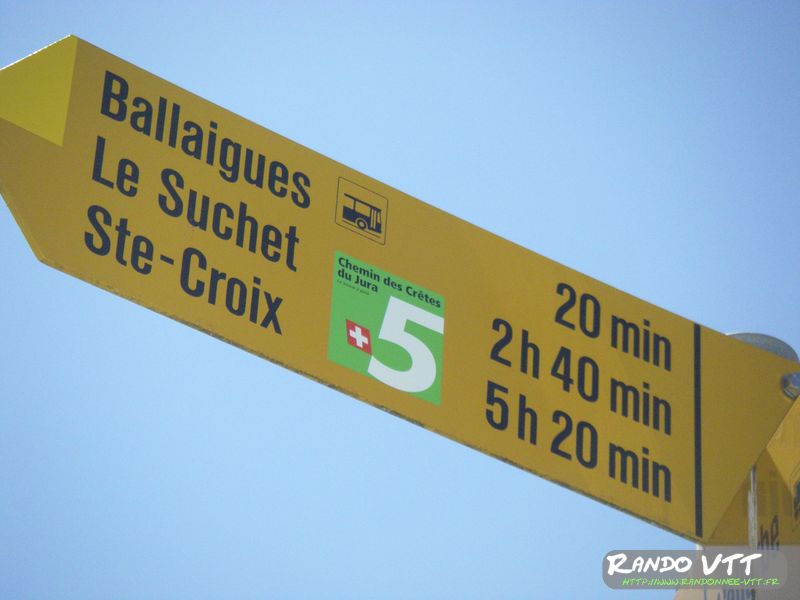 Ballaigues 20 min
Le Suchet 2 h 40 min
Ste-Croix 5 h 20 min
Chemin des Crêtes
du Jura
5
RANDO VTT
HTTP://WWW.RANDONNEE-VTT.FR